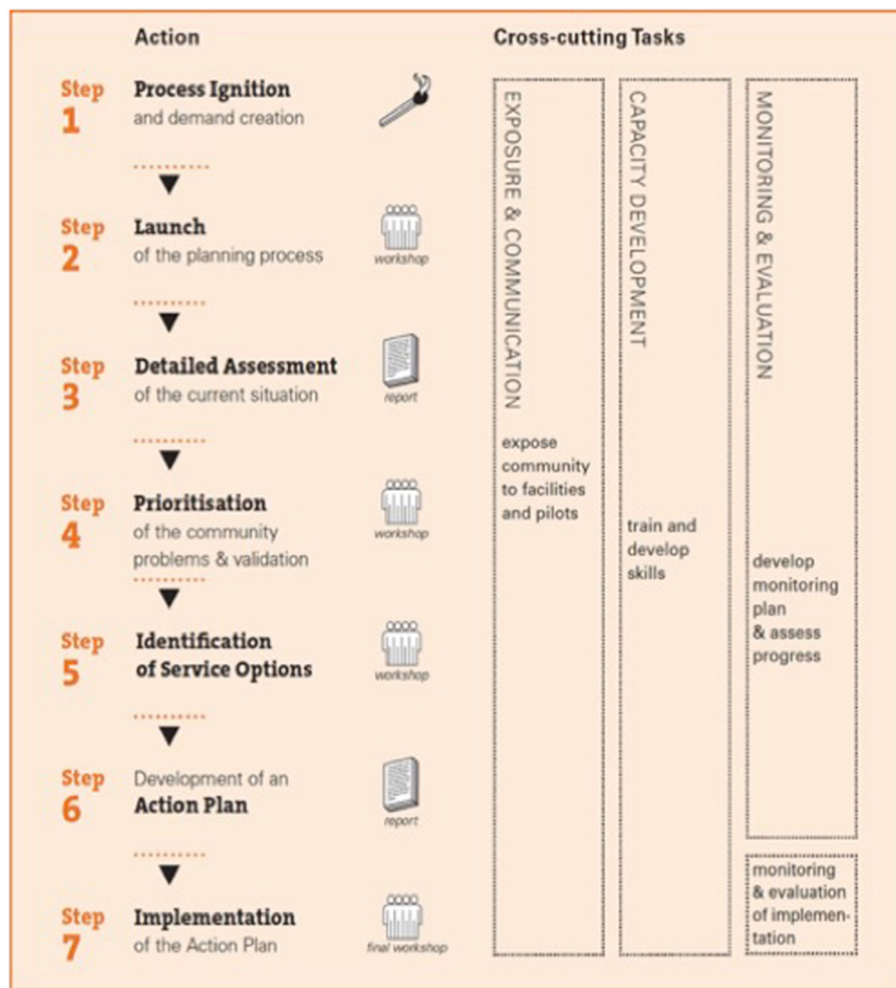 Action
Cross-cutting Tasks
Step
1
Process Ignition
and demand creation
Step
2
Launch
of the planning process
workshop
Step
3
Detailed Assessment
of the current situation
report
Step
4
Prioritisation
of the community
problems & validation
workshop
Step
5
Identification
of Service Options
workshop
Step
6
Development of an
Action Plan
report
Step
7
Implementation
of the Action Plan
final workshop
EXPOSURE & COMMUNICATION
expose
community
to facilities
and pilots
CAPACITY DEVELOPMENT
train and
develop
skills
MONITORING & EVALUATION
develop
monitoring
plan
& assess
progress
monitoring
& evaluation
of implemen-
tation